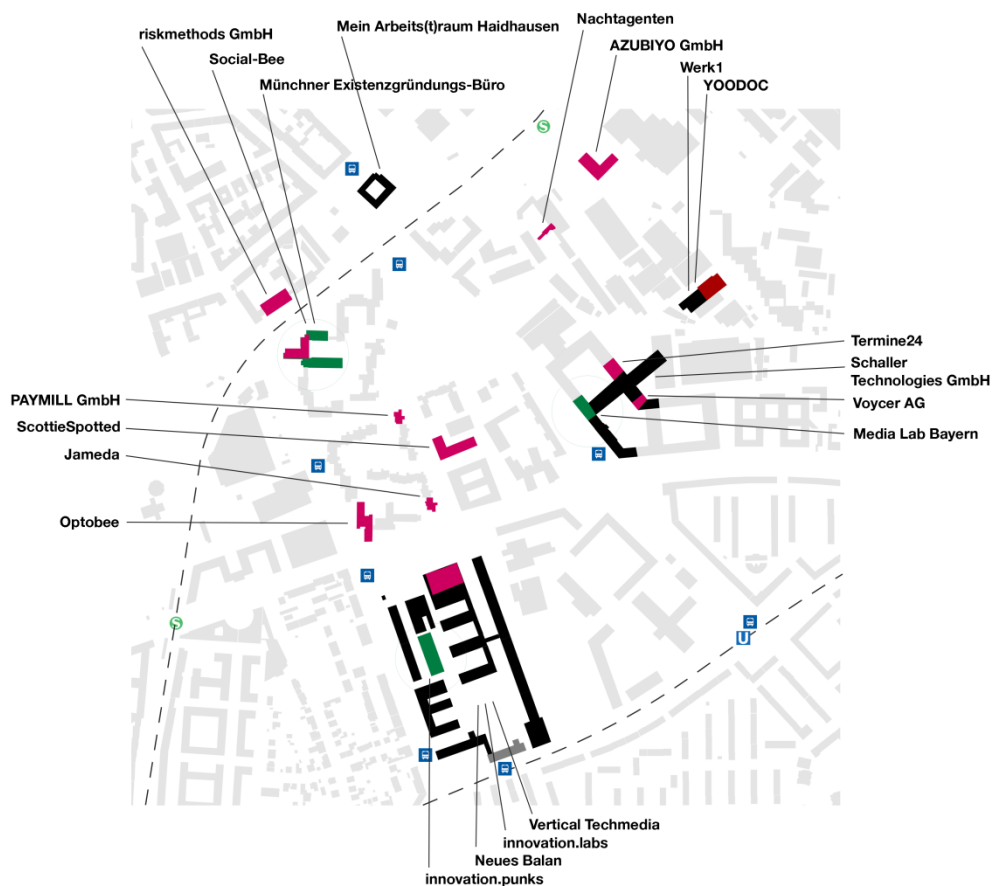 Nachtagenten
Mein Arbeits(t)raum Haidhausen
riskmethods GmbH
AZUBIYO GmbH
Social-Bee
Werk1
Münchner Existenzgründungs-Büro
YOODOC
S
Termine24
Schaller
Technologies GmbH
PAYMILL GmbH
Voycer AG
ScottieSpotted
Media Lab Bayern
Jameda
Optobee
S
U
Vertical Techmedia
innovation.labs
Neues Balan
innovation.punks